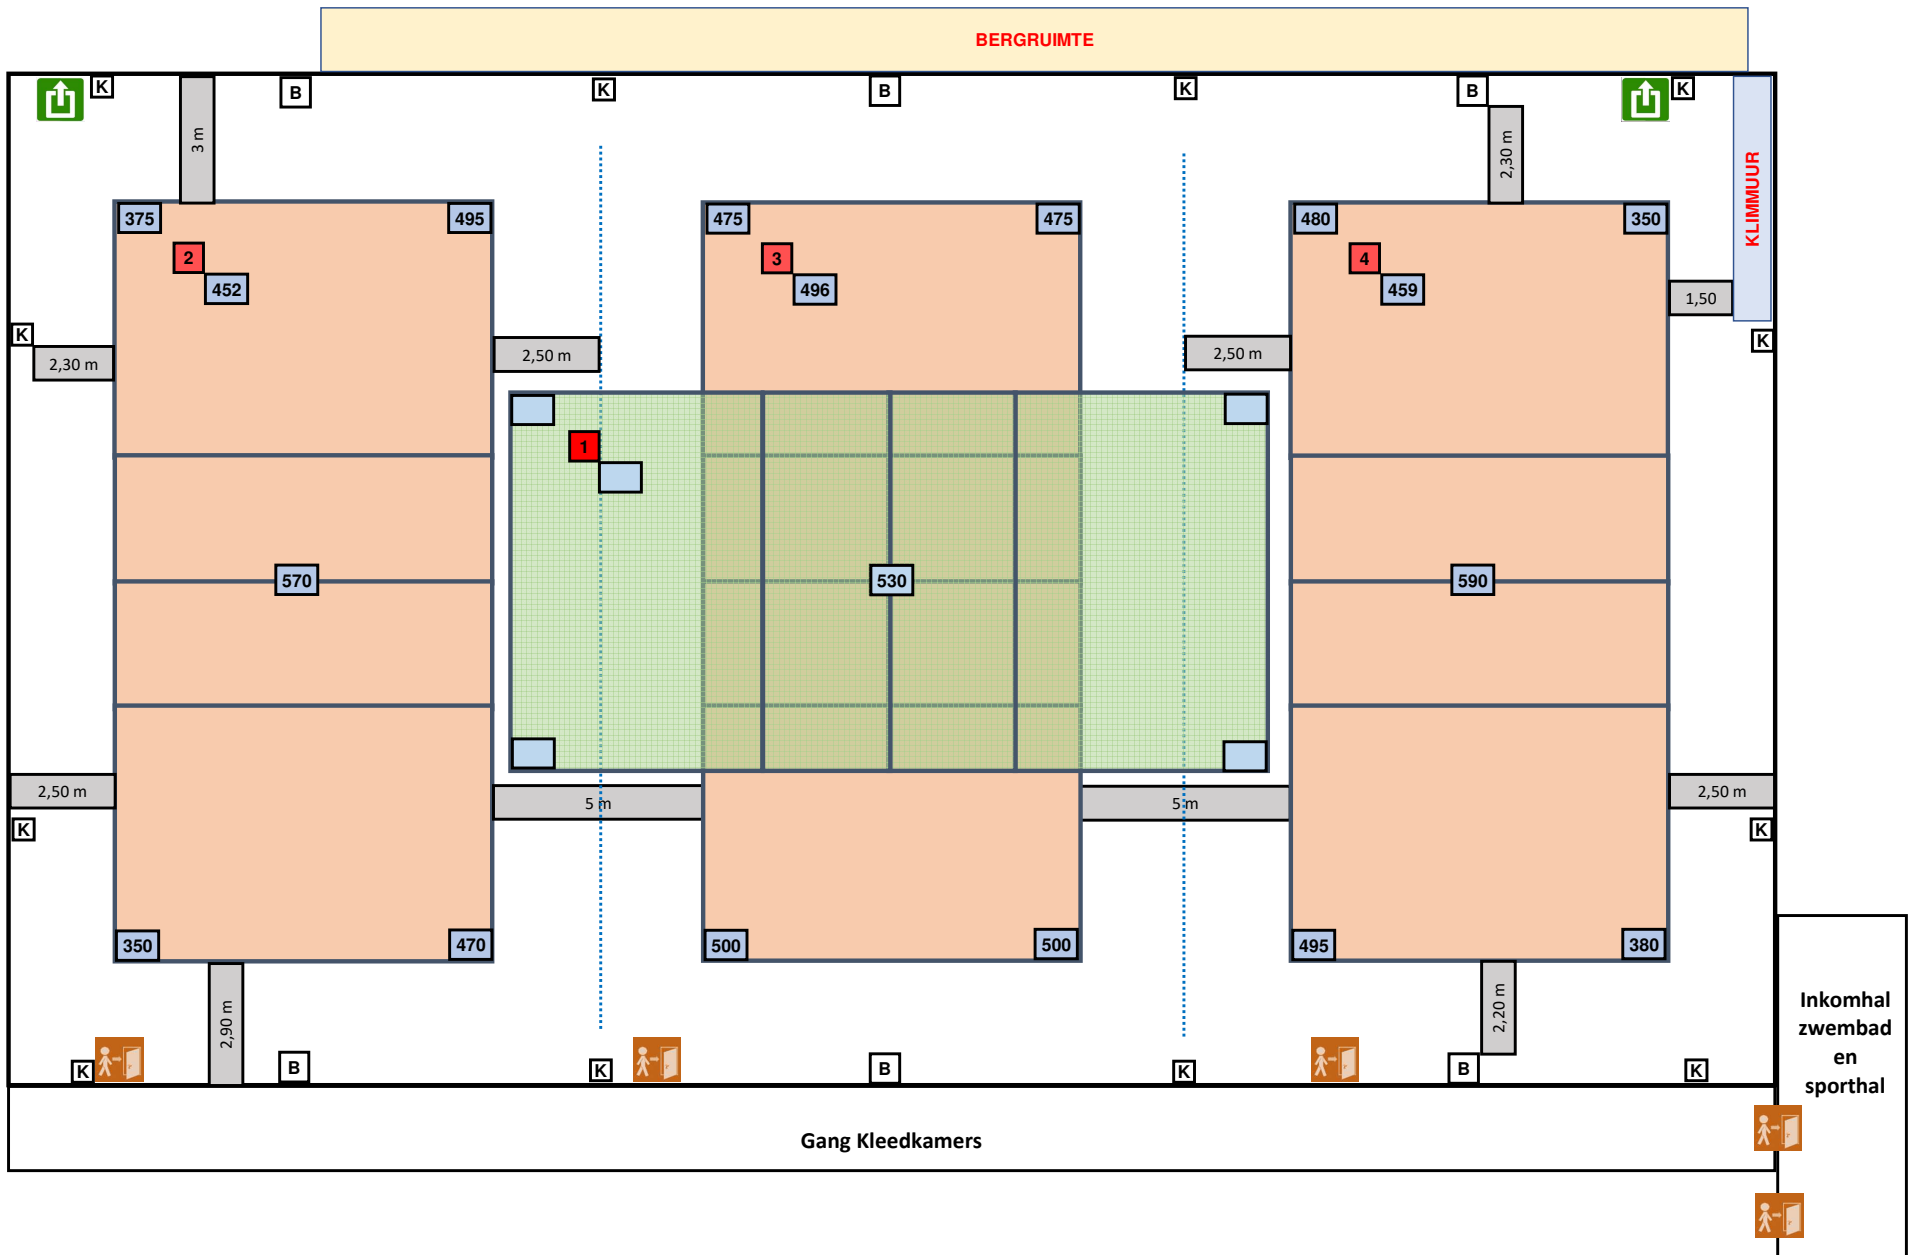 BERGRUIMTE
K
B
K
B
K
B
K
3 m
2,30 m
KLIMMUUR
375
495
475
475
480
350
2
452
3
496
4
459
1,50
K
2,30 m
2,50 m
2,50 m
K
1
570
530
590
2,50 m
5 m
5 m
2,50 m
K
K
350
470
500
500
495
380
2,90 m
2,20 m
K
B
K
B
K
B
K
Inkomhal
zwembad
en
sporthal
Gang Kleedkamers